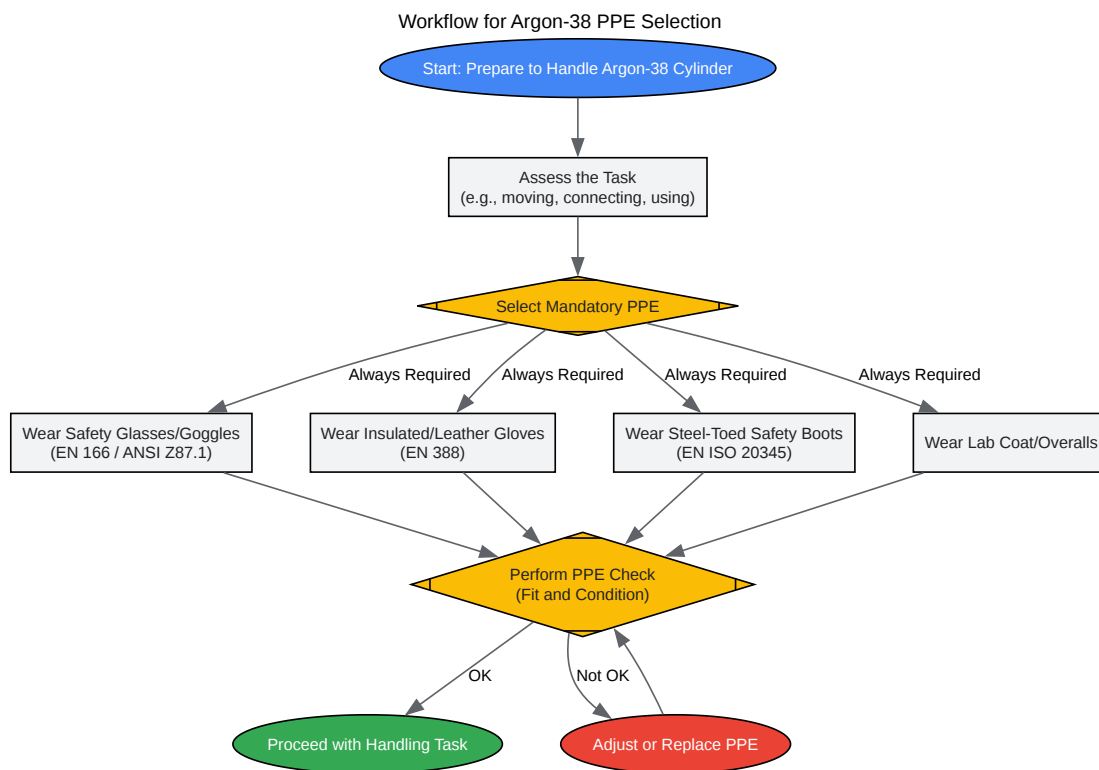 Workflow for Argon-38 PPE Selection
Start: Prepare to Handle Argon-38 Cylinder
Assess the Task
(e.g., moving, connecting, using)
Select Mandatory PPE
Always Required
Always Required
Always Required
Always Required
Wear Safety Glasses/Goggles
(EN 166 / ANSI Z87.1)
Wear Insulated/Leather Gloves
(EN 388)
Wear Steel-Toed Safety Boots
(EN ISO 20345)
Wear Lab Coat/Overalls
Perform PPE Check
(Fit and Condition)
OK
Not OK
Proceed with Handling Task
Adjust or Replace PPE